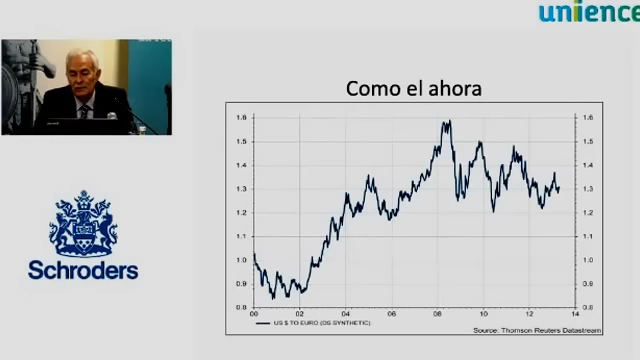 unience
Como el ahora
1.6 1.6
1.5 1.5
1.4 1.4
1.3 1.3
1.2 1.2
1.1 1.1
1.0 1.0
0.9 0.9
0.8 0.8
00 02 04 06 08 10 12 14
US $ TO EURO (DS SYNTHETIC)
Source: Thomson Reuters Datastream
Schroders